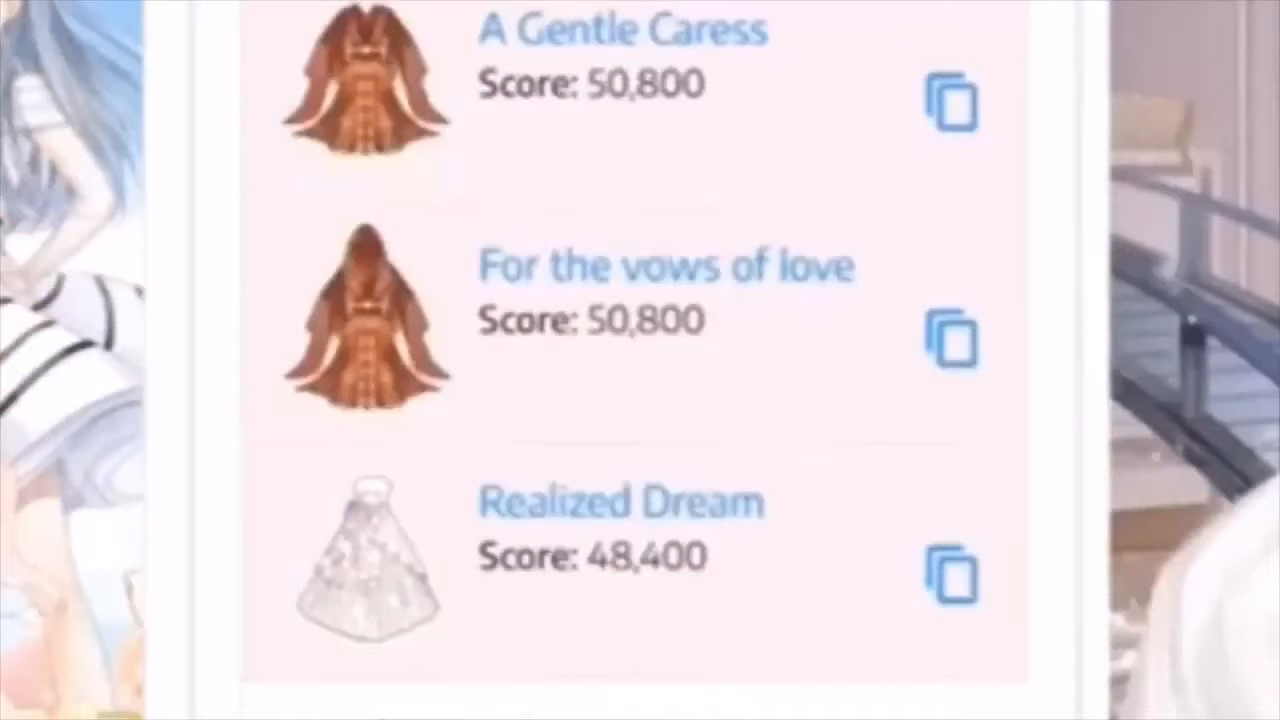 A Gentle Caress
Score: 50,800
For the vows of love
Score: 50,800
Realized Dream
Score: 48,400